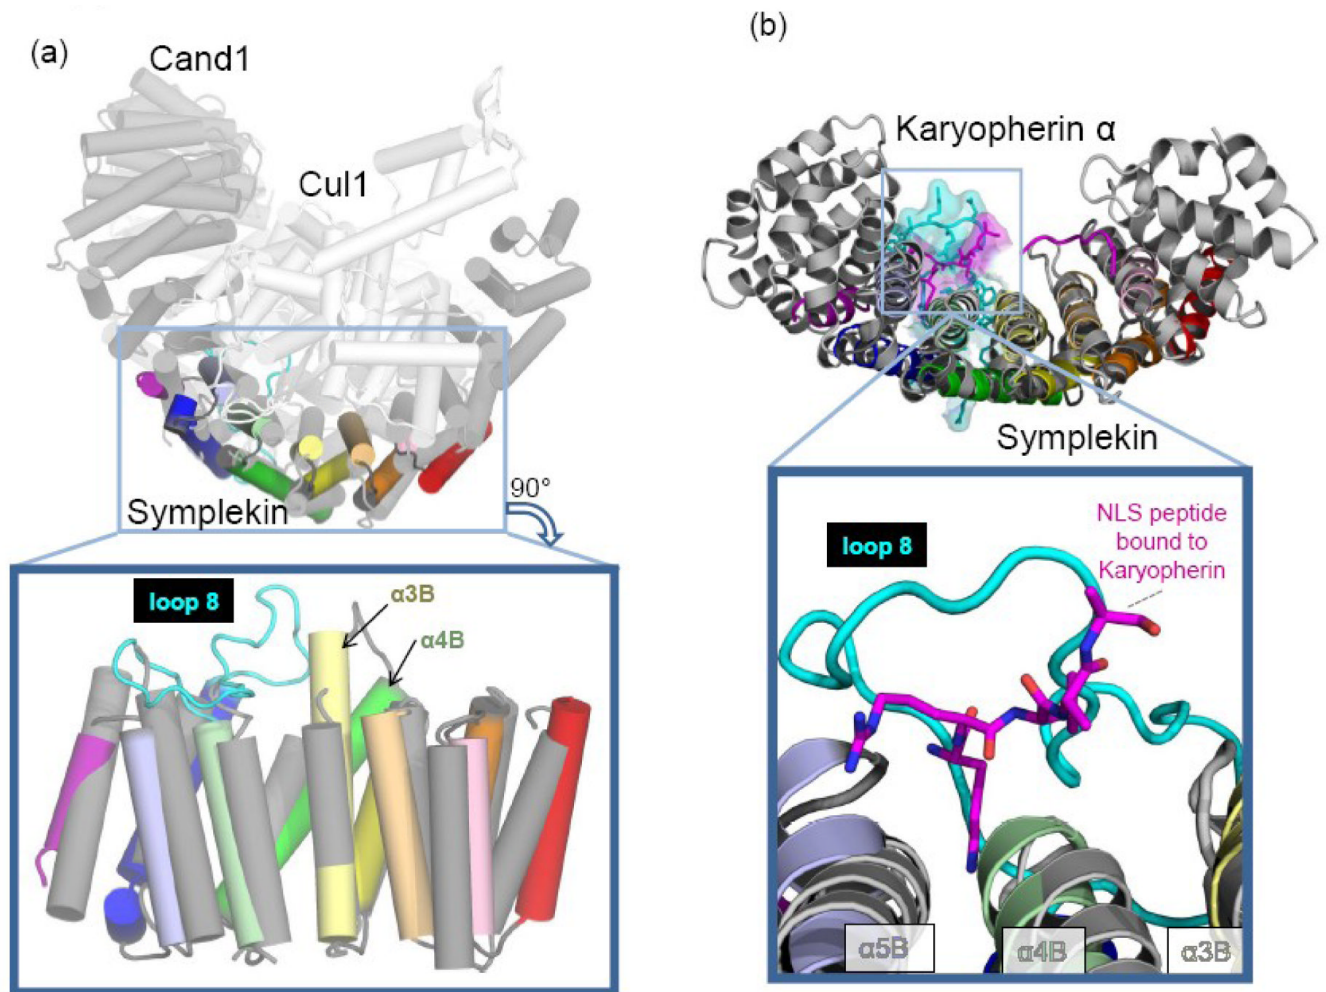 (a)
Cand1
Cul1
Symplekin
90°
loop 8
α3B
α4B
(b)
Karyopherin α
Symplekin
loop 8
NLS peptide
bound to
Karyopherin
α5B
α4B
α3B